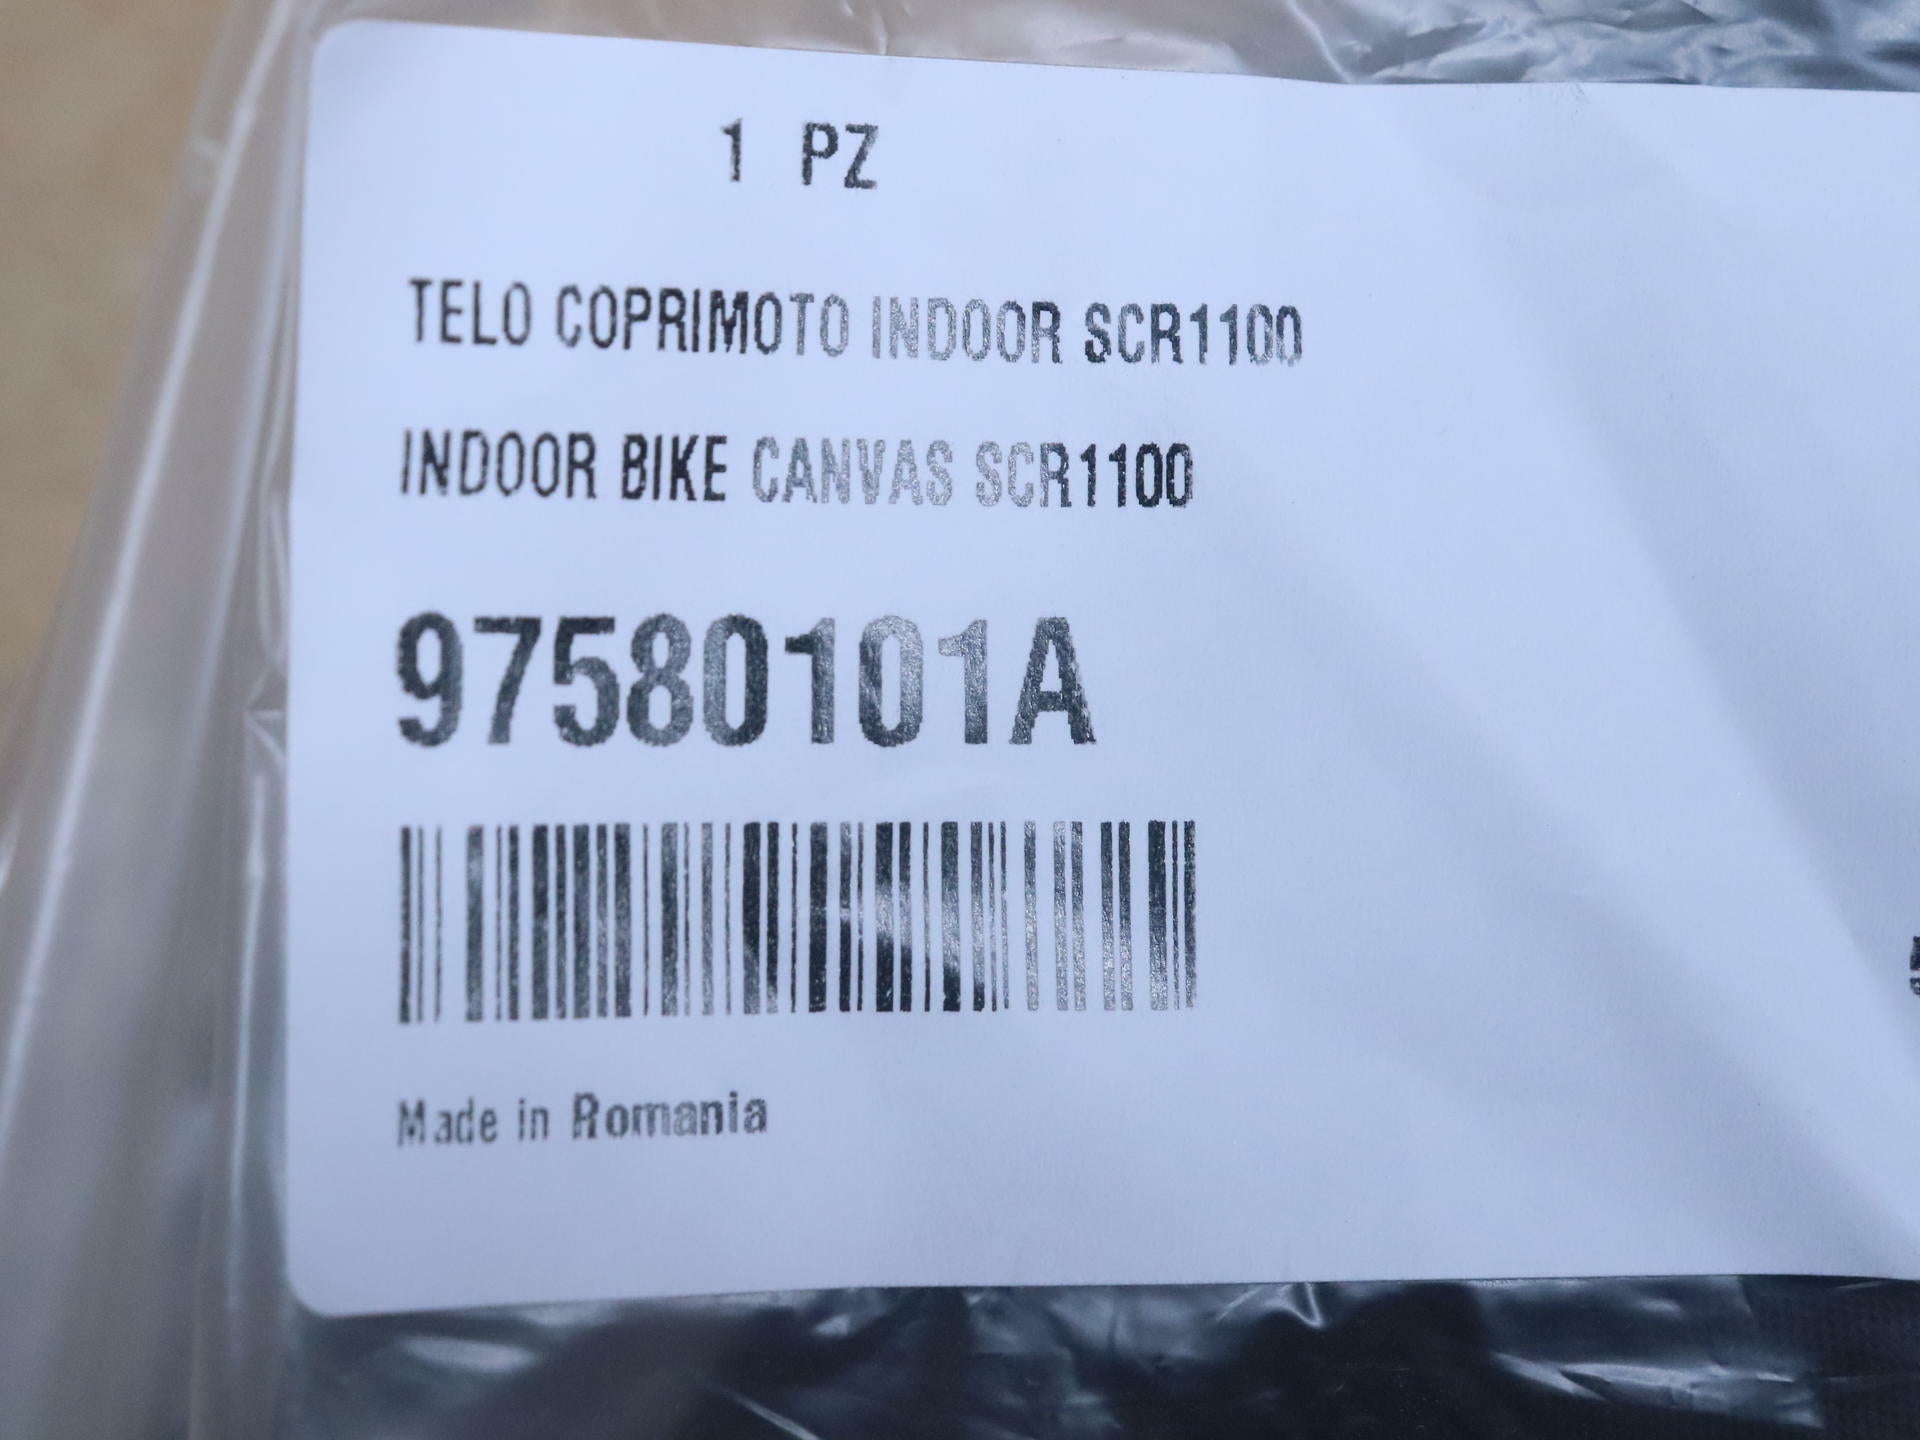 1 PZ
TELO COPRIMOTO INDOOR SCR1100
INDOOR BIKE CANVAS SCR1100
97580101A
Made in Romania